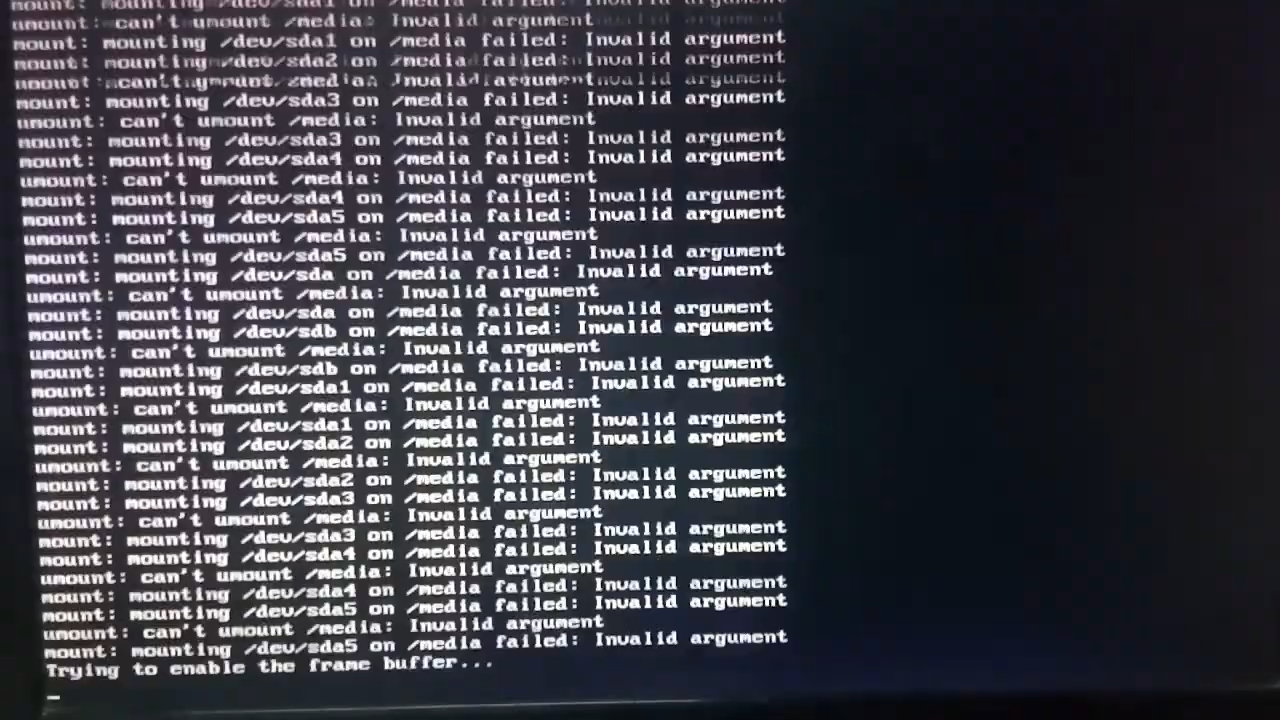 mount: mounting /dev/sda1 on /media failed: Invalid argument
umount: can't umount /media: Invalid argument
mount: mounting /dev/sda1 on /media failed: Invalid argument
mount: mounting /dev/sda2 on /media failed: Invalid argument
mount: mounting /dev/sda3 on /media failed: Invalid argument
umount: can't umount /media: Invalid argument
mount: mounting /dev/sda3 on /media failed: Invalid argument
mount: mounting /dev/sda4 on /media failed: Invalid argument
umount: can't umount /media: Invalid argument
mount: mounting /dev/sda4 on /media failed: Invalid argument
mount: mounting /dev/sda5 on /media failed: Invalid argument
umount: can't umount /media: Invalid argument
mount: mounting /dev/sda5 on /media failed: Invalid argument
mount: mounting /dev/sda on /media failed: Invalid argument
umount: can't umount /media: Invalid argument
mount: mounting /dev/sda on /media failed: Invalid argument
mount: mounting /dev/sdb on /media failed: Invalid argument
umount: can't umount /media: Invalid argument
mount: mounting /dev/sdb on /media failed: Invalid argument
mount: mounting /dev/sda1 on /media failed: Invalid argument
umount: can't umount /media: Invalid argument
mount: mounting /dev/sda1 on /media failed: Invalid argument
mount: mounting /dev/sda2 on /media failed: Invalid argument
umount: can't umount /media: Invalid argument
mount: mounting /dev/sda2 on /media failed: Invalid argument
mount: mounting /dev/sda3 on /media failed: Invalid argument
umount: can't umount /media: Invalid argument
mount: mounting /dev/sda3 on /media failed: Invalid argument
mount: mounting /dev/sda4 on /media failed: Invalid argument
umount: can't umount /media: Invalid argument
mount: mounting /dev/sda4 on /media failed: Invalid argument
mount: mounting /dev/sda5 on /media failed: Invalid argument
umount: can't umount /media: Invalid argument
mount: mounting /dev/sda5 on /media failed: Invalid argument
Trying to enable the frame buffer...